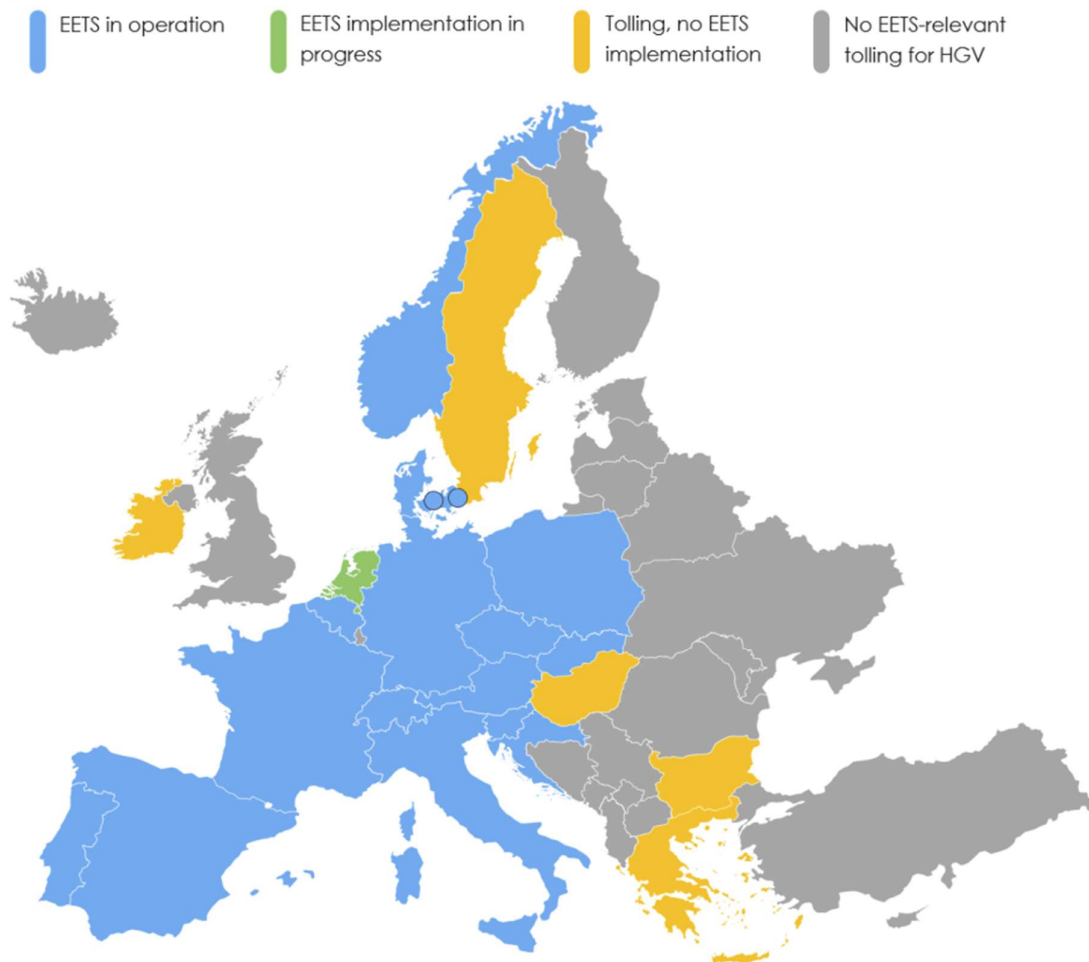 EETS in operation
EETS implementation in
progress
Tolling, no EETS
implementation
No EETS-relevant
tolling for HGV